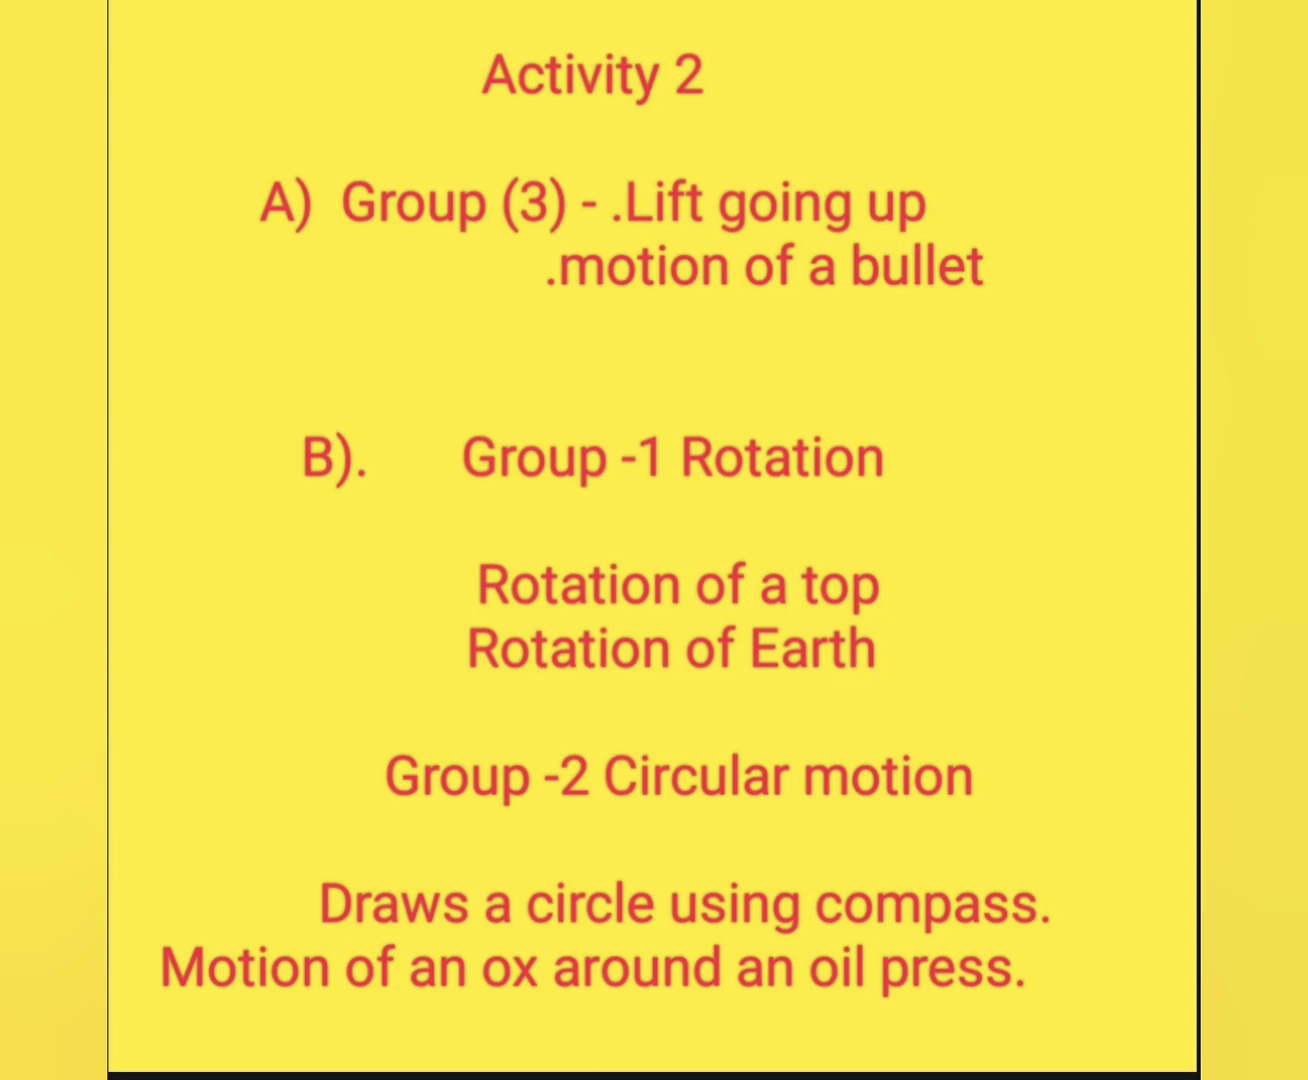 Activity 2
A) Group (3) - .Lift going up
.motion of a bullet
B). Group -1 Rotation
Rotation of a top
Rotation of Earth
Group -2 Circular motion
Draws a circle using compass.
Motion of an ox around an oil press.